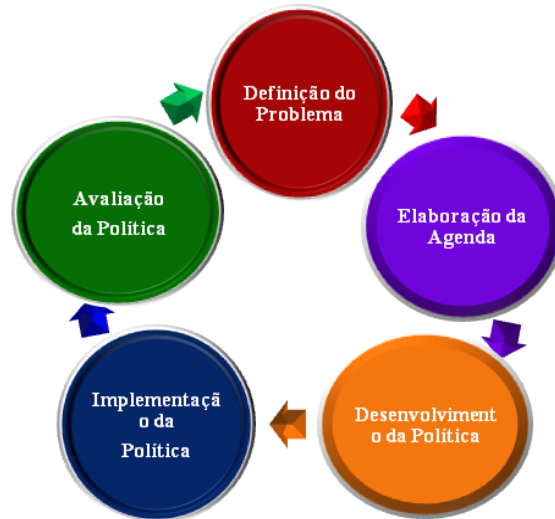 Definição do
Problema
Elaboração da
Agenda
Desenvolviment
o da Política
Implementaçã
o da
Política
Avaliação
da Política